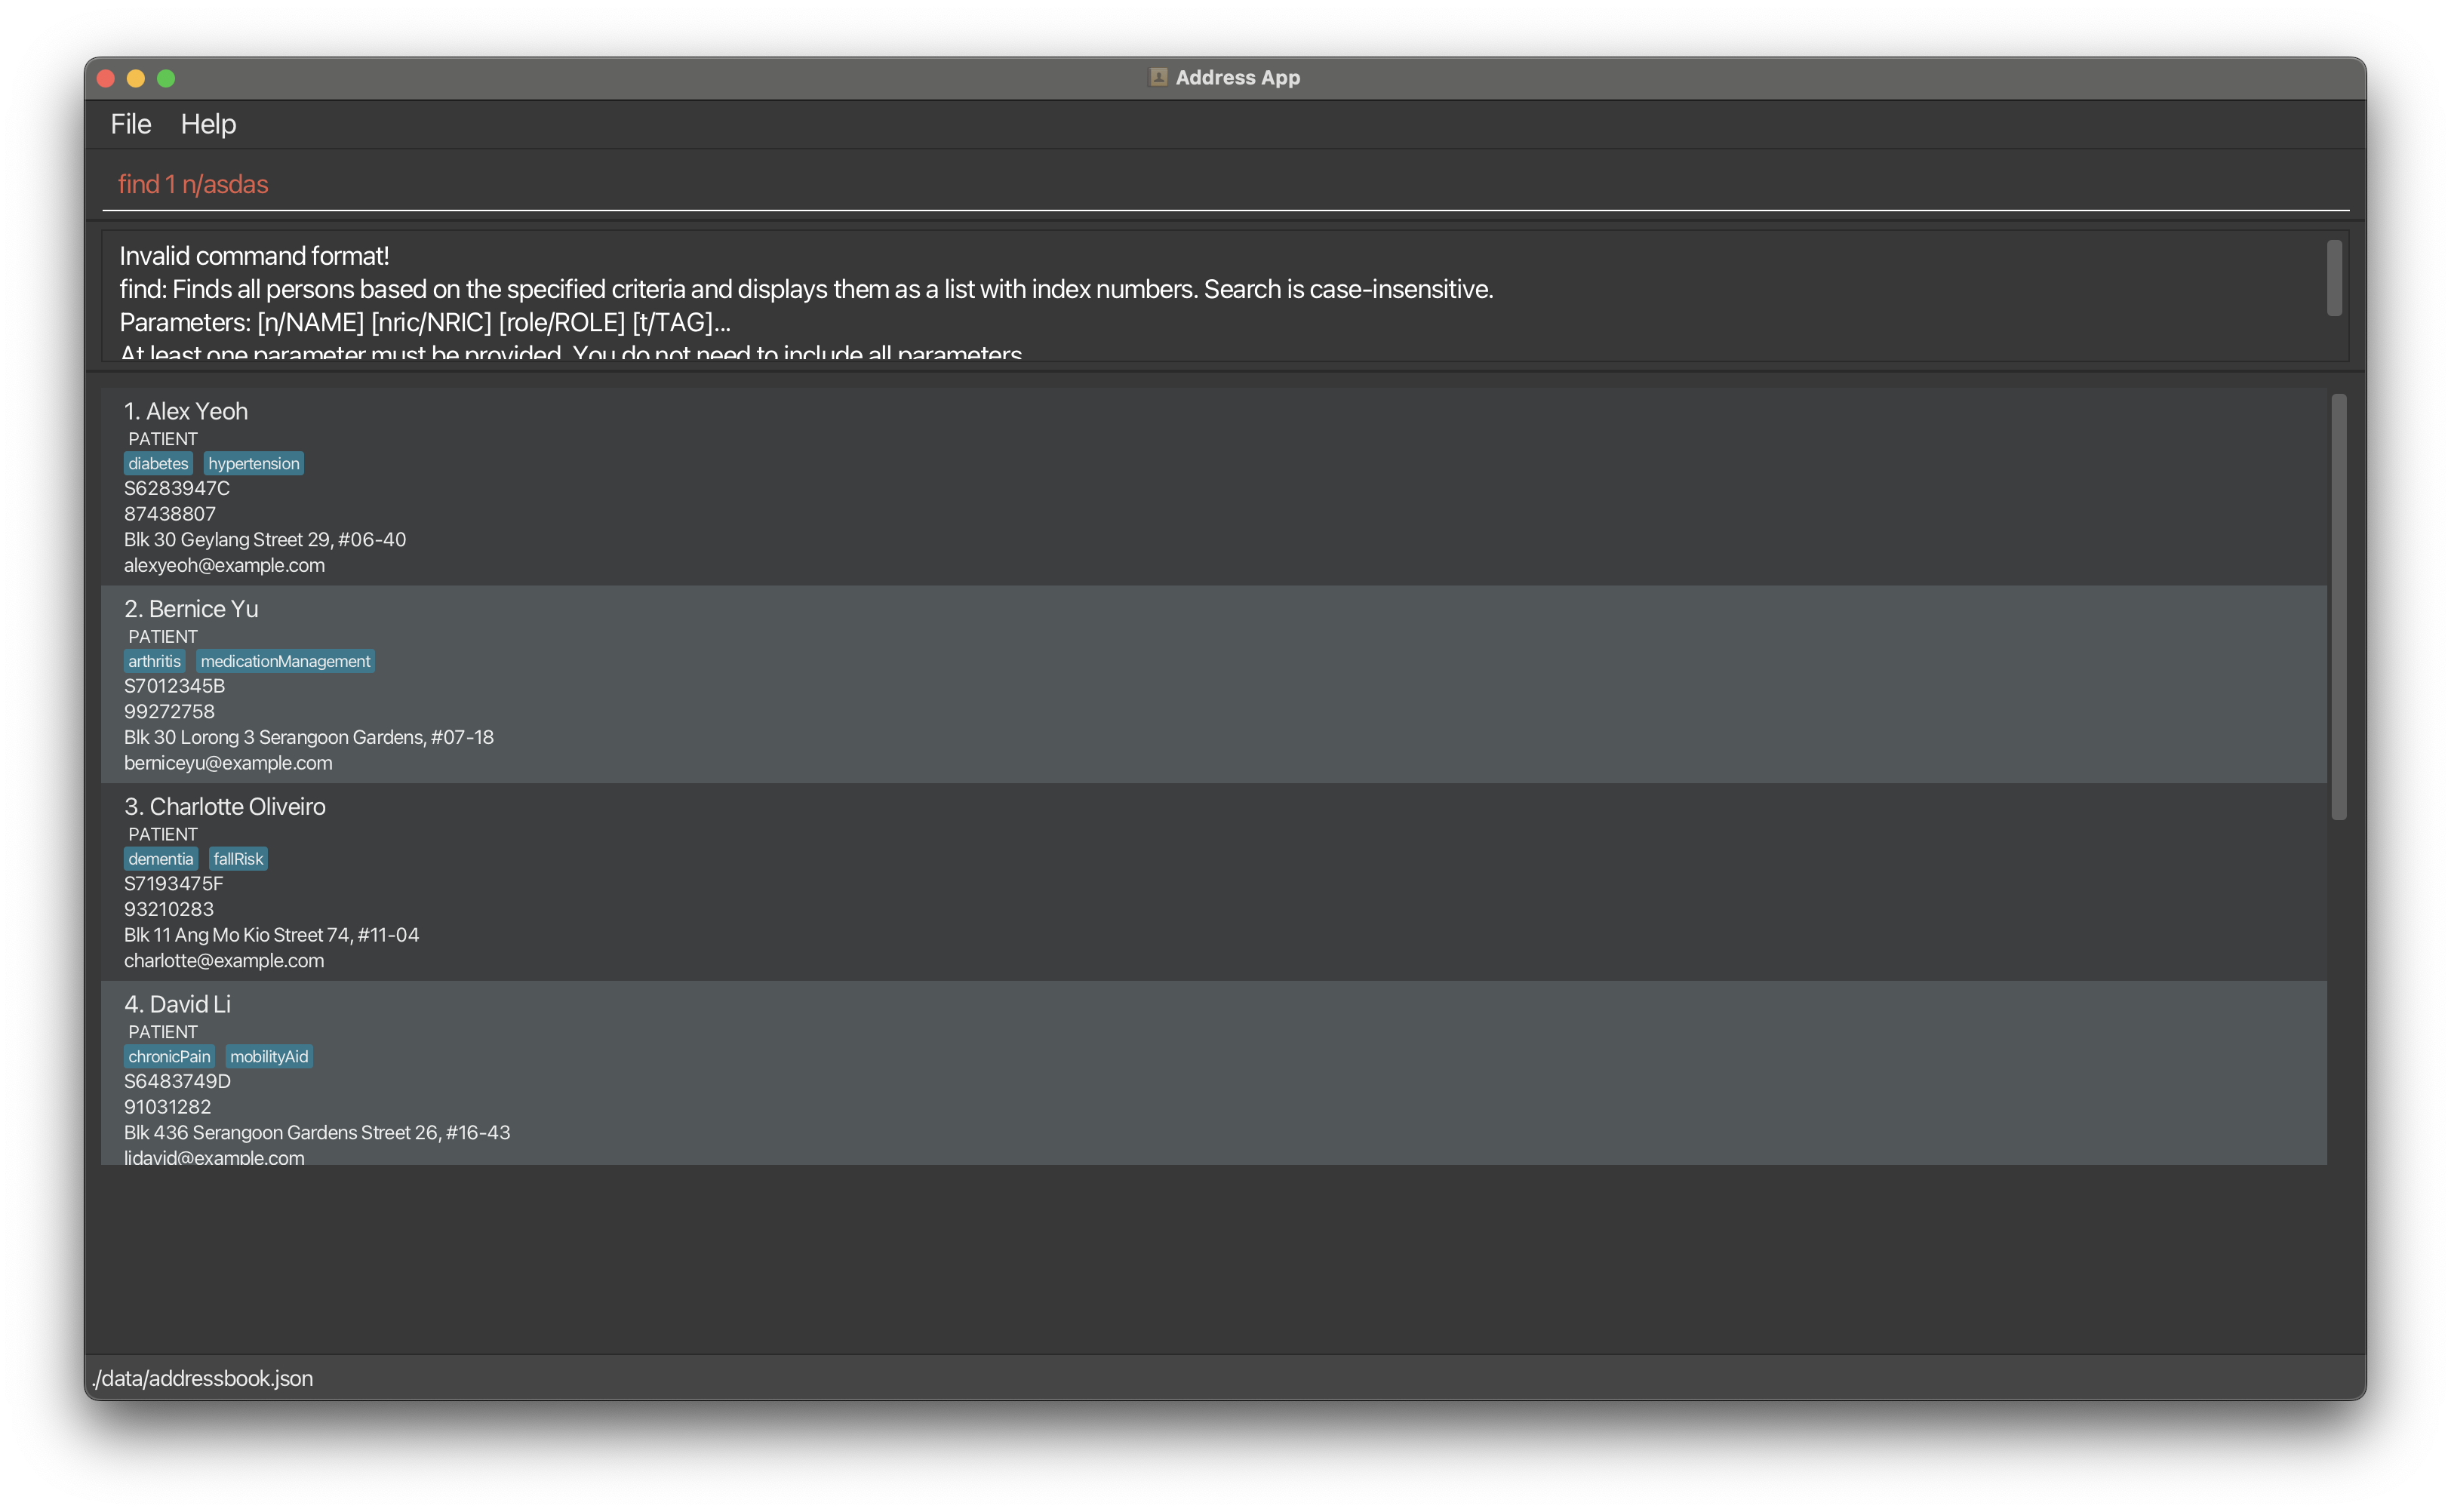 Address App
File Help
find 1 n/asdas
Invalid command format!
find: Finds all persons based on the specified criteria and displays them as a list with index numbers. Search is case-insensitive.
Parameters: [n/NAME] [nric/NRIC] [role/ROLE] [t/TAG]...
At least one parameter must be provided. You do not need to include all parameters
1. Alex Yeoh
PATIENT
diabetes hypertension
S6283947C
87438807
Blk 30 Geylang Street 29, #06-40
alexyeoh@example.com
2. Bernice Yu
PATIENT
arthritis medicationManagement
S7012345B
99272758
Blk 30 Lorong 3 Serangoon Gardens, #07-18
berniceyu@example.com
3. Charlotte Oliveiro
PATIENT
dementia fallRisk
S7193475F
93210283
Blk 11 Ang Mo Kio Street 74, #11-04
charlotte@example.com
4. David Li
PATIENT
chronicPain mobilityAid
S6483749D
91031282
Blk 436 Serangoon Gardens Street 26, #16-43
lidavid@example.com
./data/addressbook.json